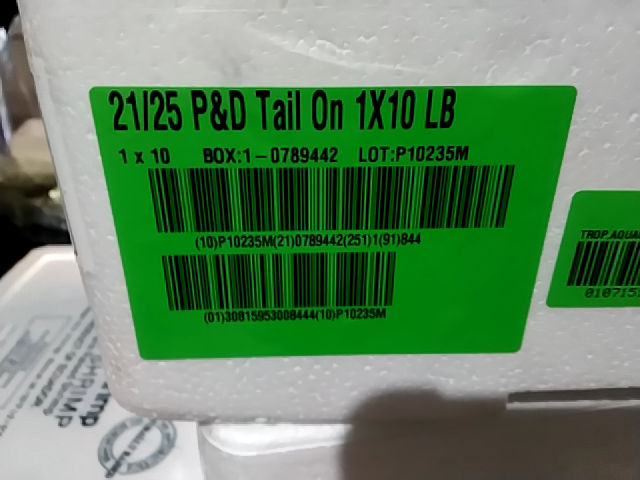 21/25 P&D Tail On 1X10 LB
1 x 10 BOX:1-0789442 LOT:P10235M
(10)P10235M(21)0789442(251)1(91)844
(01)30815953008444(10)P10235M
TROP.AQUA
SHRIMP